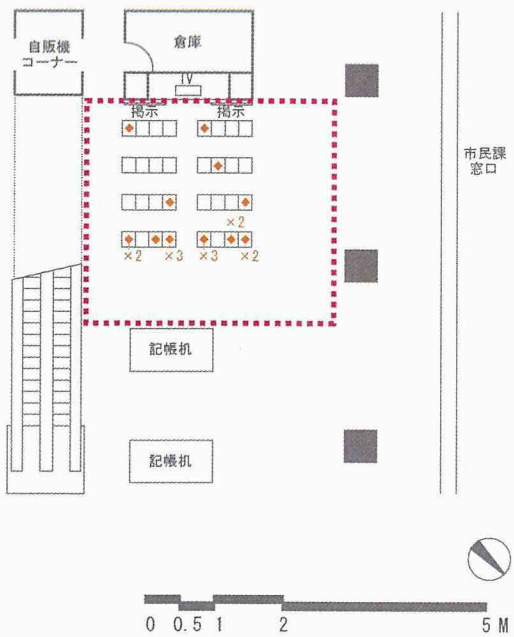 自販機
コーナー
倉庫
TV
掲示
掲示
市民課
窓口
×2
×2
×3
×3
×2
記帳机
記帳机
0 0.5 1 2 5 M